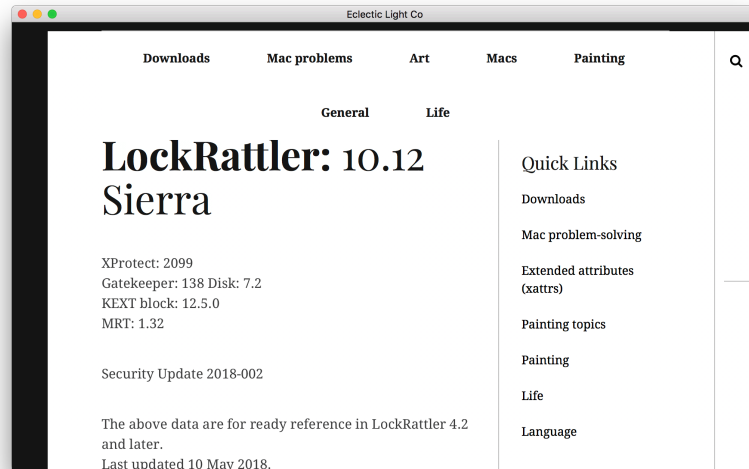 Eclectic Light Co
Downloads Mac problems Art Macs Painting
General Life
LockRattler: 10.12
Sierra
XProtect: 2099
Gatekeeper: 138 Disk: 7.2
KEXT block: 12.5.0
MRT: 1.32
Security Update 2018-002
The above data are for ready reference in LockRattler 4.2
and later.
Last updated 10 May 2018.
Quick Links
Downloads
Mac problem-solving
Extended attributes
(xattrs)
Painting topics
Painting
Life
Language